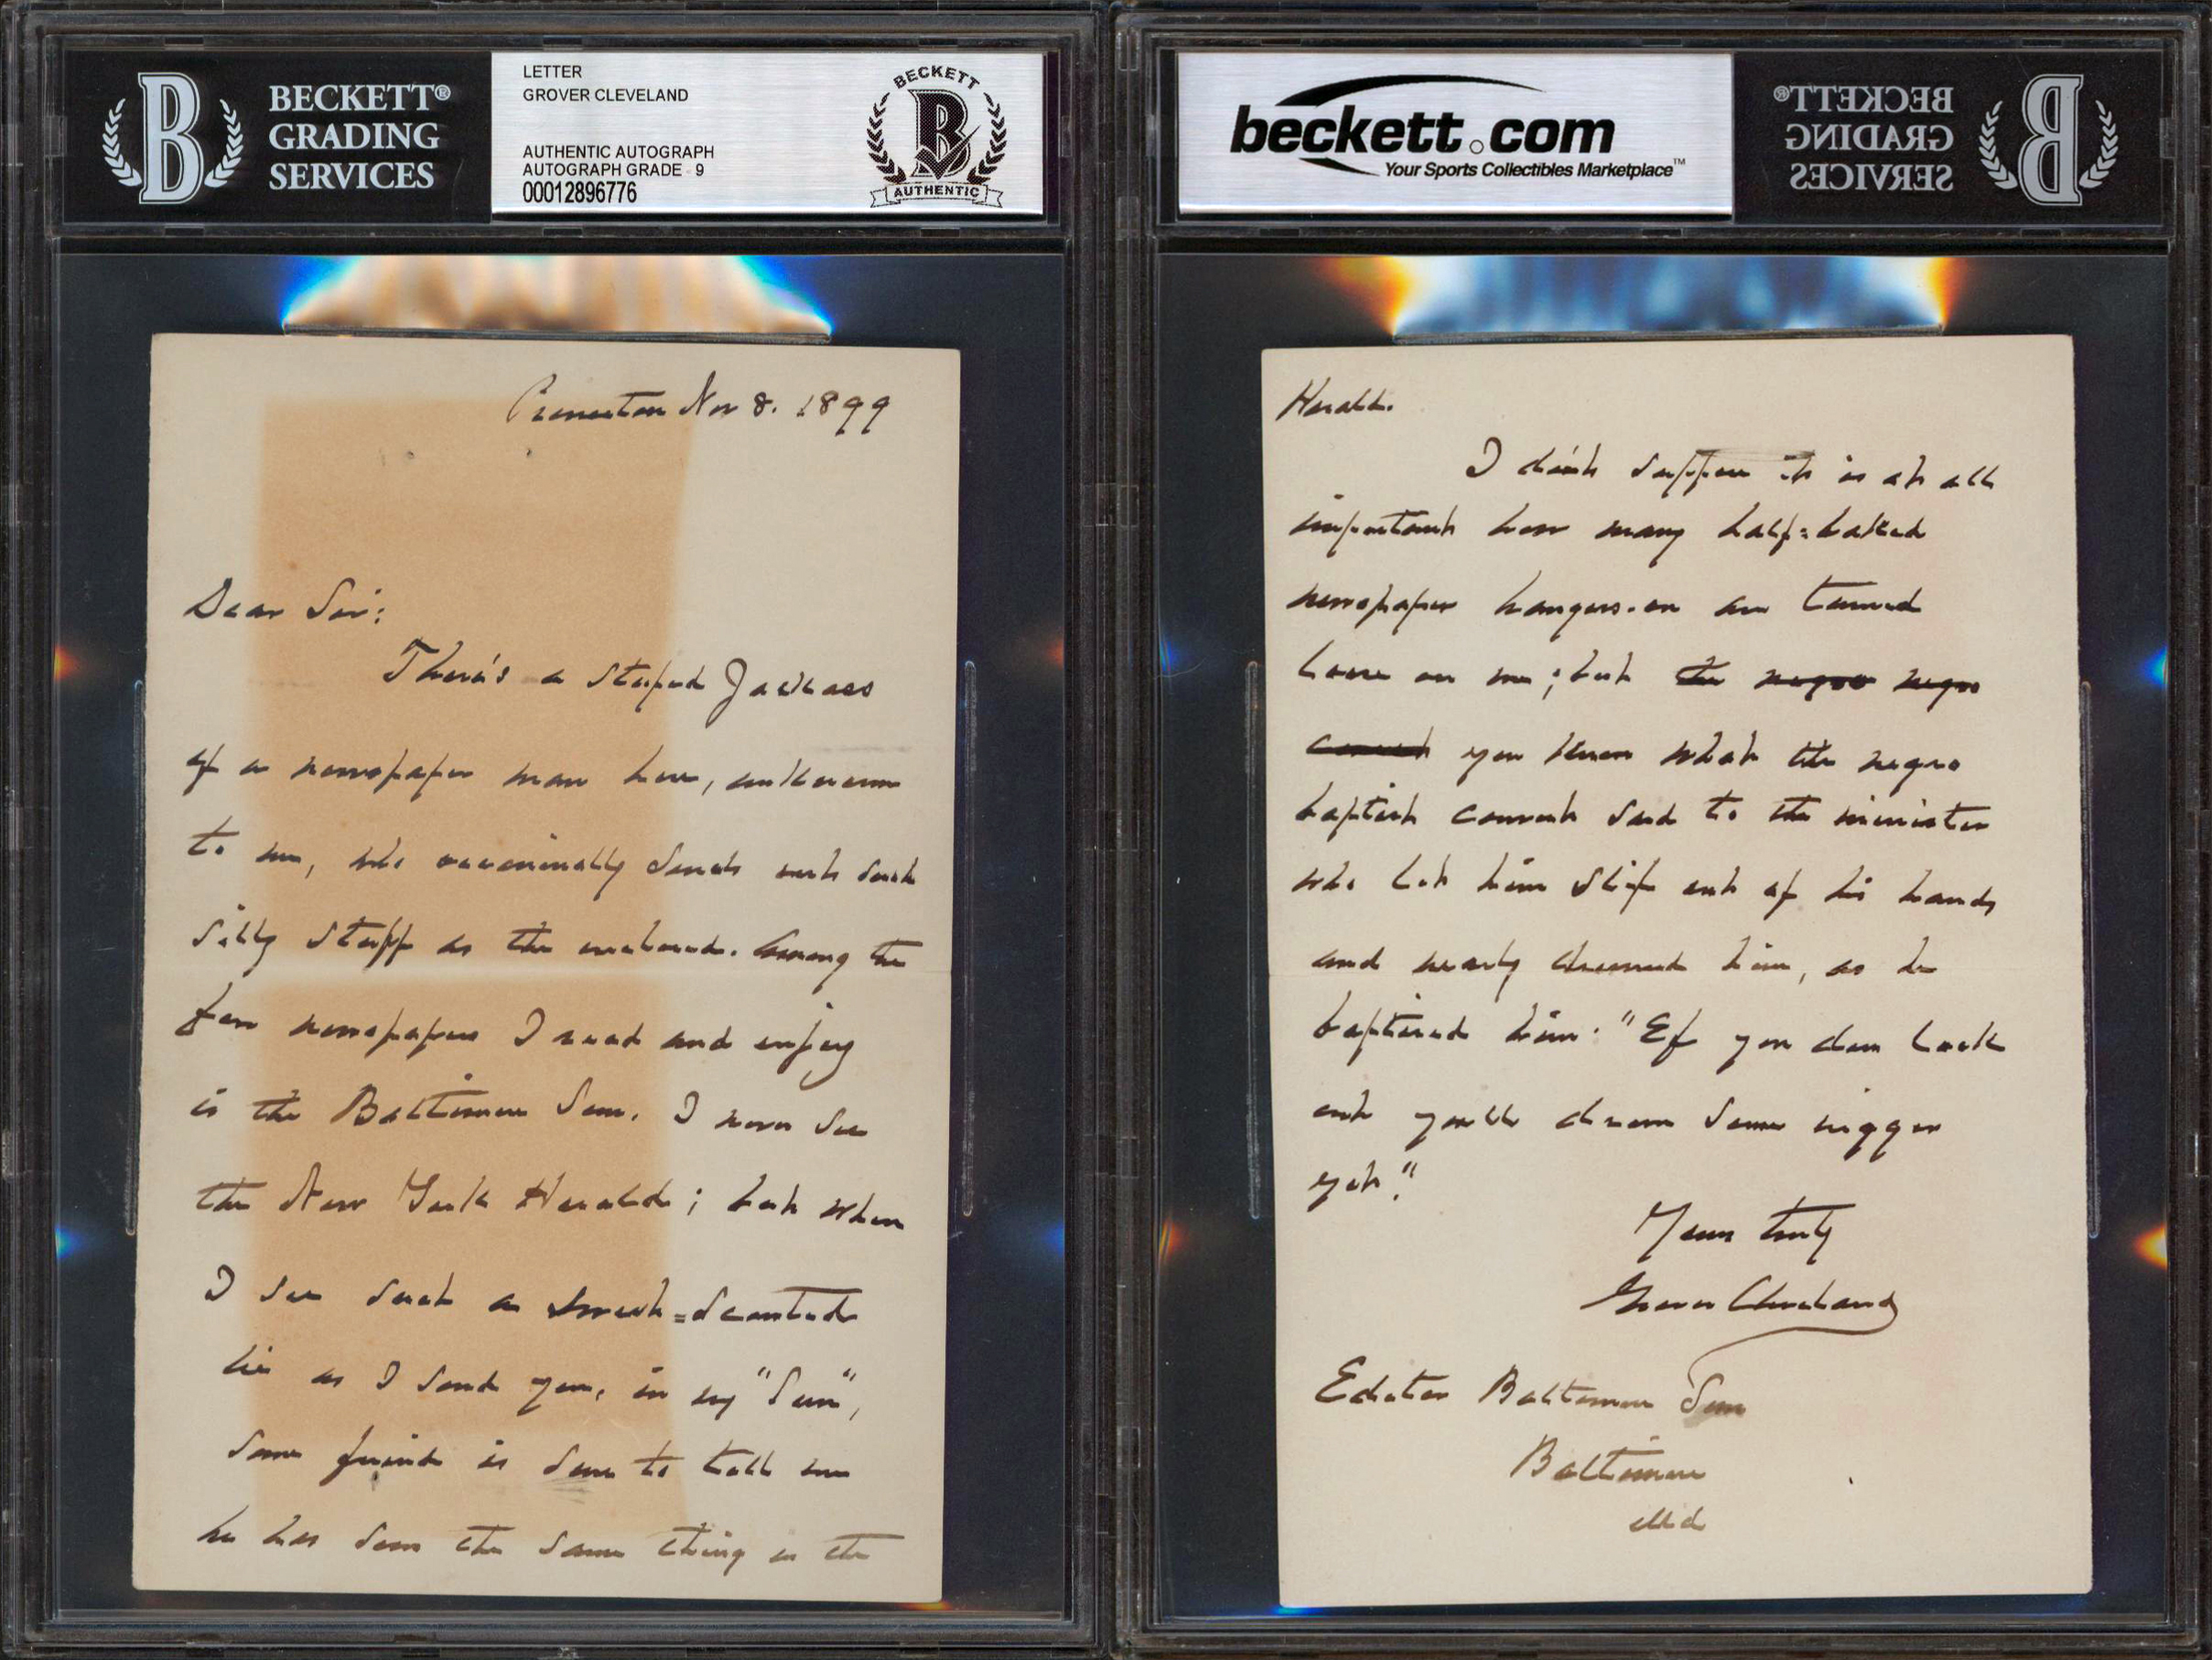 BECKETT®
GRADING
SERVICES
LETTER
GROVER CLEVELAND
AUTHENTIC AUTOGRAPH
AUTOGRAPH GRADE 9
00012896776
BECKETT
B
AUTHENTIC
Princeton Nov 8. 1899
Dear Sir:
There's a stupid Jackass
of a newspaper man here, unknown
to me, who occasionally sends out such
silly stuff as the enclosed. Among the
few newspapers I read and enjoy
is the Baltimore Sun. I never see
the New York Herald; but when
I see such a swash=scented
lie as I send you, in my "Sun",
some friend is sure to tell me
he has seen the same thing in the
beckett.com
Your Sports Collectibles Marketplace™
BECKETT®
GRADING
SERVICES
Herald.
I don't suppose it is at all
important how many half=baked
newspaper hangers-on are turned
loose on me; but the negro negro
convert you know what the negro
baptist convert said to the minister
who let him slip out of his hands
and nearly drowned him, as he
baptized him: "Ef you don look
out you'll drown some nigger
yet."
Yours truly
Grover Cleveland
Editor Baltimore Sun
Baltimore
Md